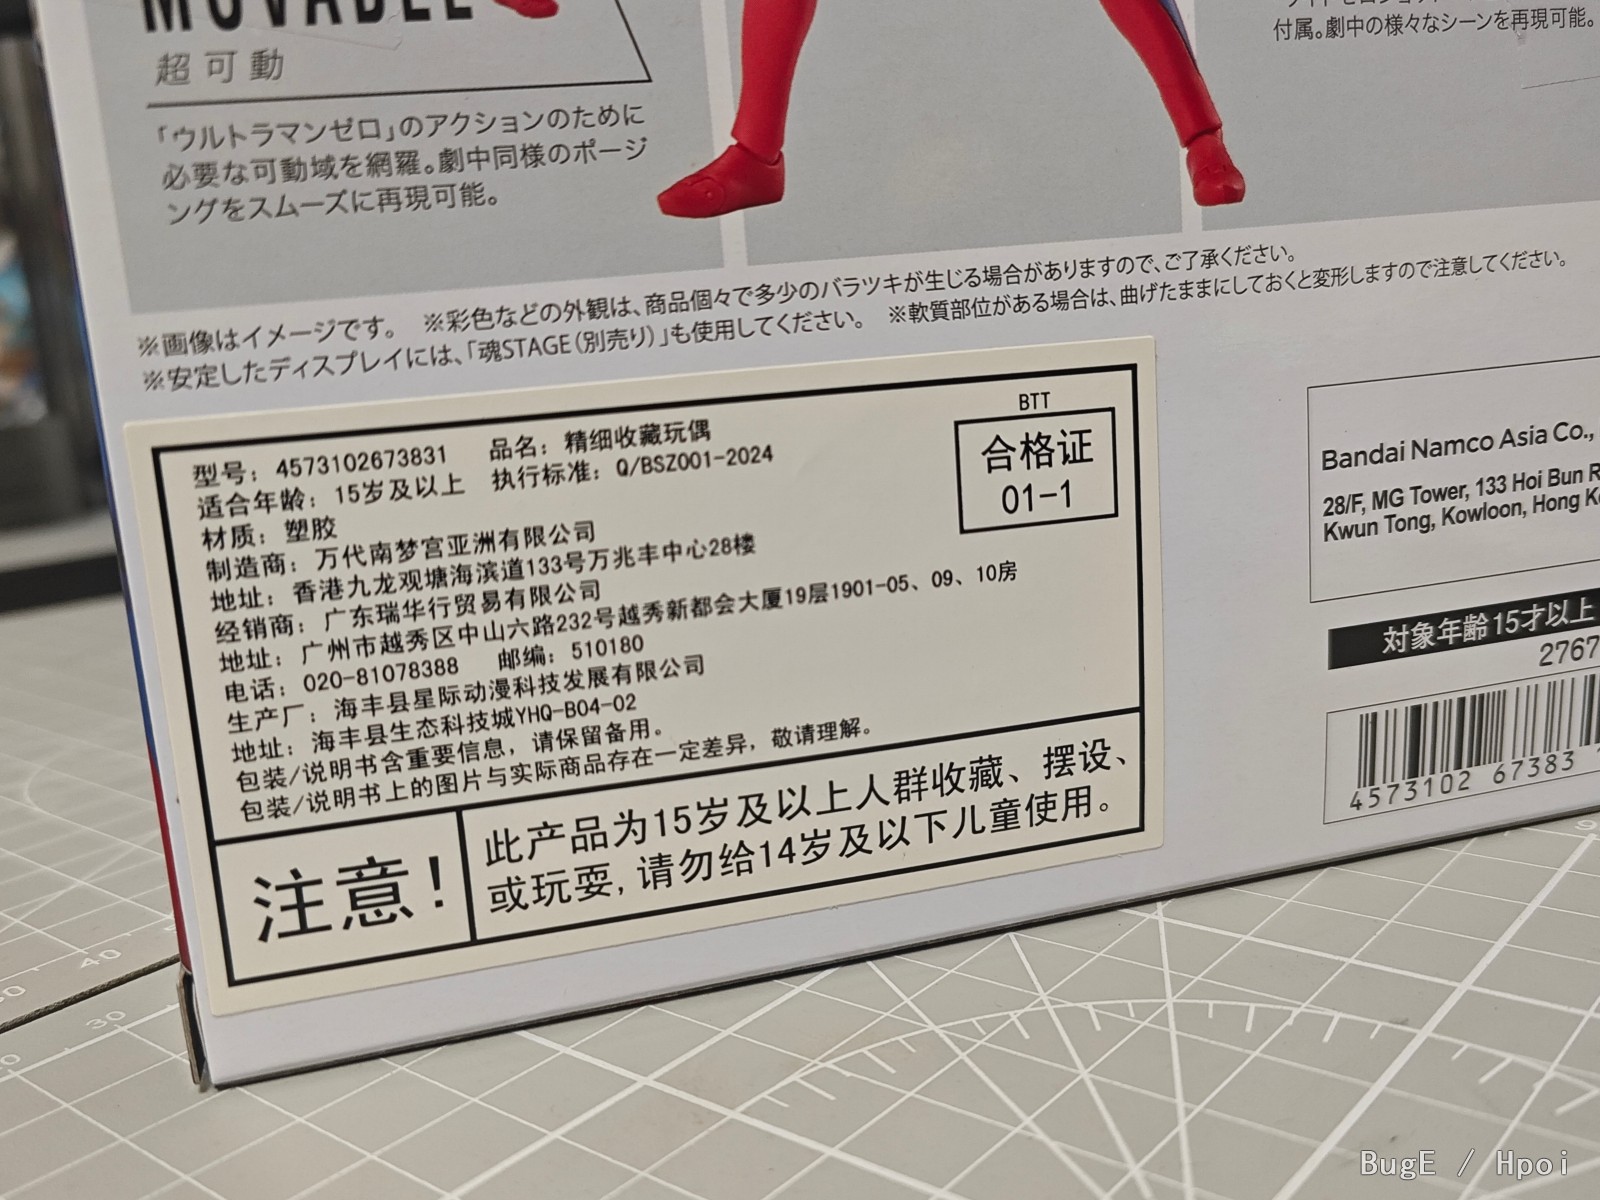 MOVABLE
超可動
「ウルトラマンゼロ」のアクションのために
必要な可動域を網羅。劇中同様のポージ
ングをスムーズに再現可能。
付属。劇中の様々なシーンを再現可能。
※画像はイメージです。 ※彩色などの外観は、商品個々で多少のバラツキが生じる場合がありますので、ご了承ください。
※安定したディスプレイには、「魂STAGE(別売り)」も使用してください。 ※軟質部位がある場合は、曲げたままにしておくと変形しますので注意してください。
型号：4573102673831 品名：精细收藏玩偶
适合年龄：15岁及以上 执行标准：Q/BSZ001-2024
材质：塑胶
制造商：万代南梦宫亚洲有限公司
地址：香港九龙观塘海滨道133号万兆丰中心28楼
经销商：广东瑞华行贸易有限公司
地址：广州市越秀区中山六路232号越秀新都会大厦19层1901-05、09、10房
电话：020-81078388 邮编：510180
生产厂：海丰县星际动漫科技发展有限公司
地址：海丰县生态科技城YHQ-B04-02
包装/说明书含重要信息，请保留备用。
包装/说明书上的图片与实际商品存在一定差异，敬请理解。
BTT
合格证
01-1
注意!
此产品为15岁及以上人群收藏、摆设、
或玩耍，请勿给14岁及以下儿童使用。
Bandai Namco Asia Co.,
28/F, MG Tower, 133 Hoi Bun
Kwun Tong, Kowloon, Hong
対象年齢15才以上
2767
4573102 67383
40
30
BugE / Hpoi